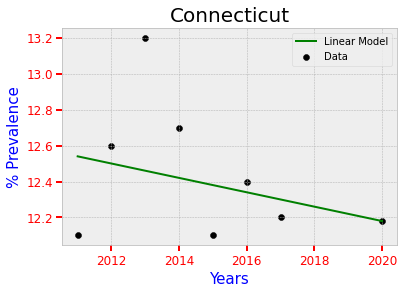 Connecticut
% Prevalence
13.2
13.0
12.8
12.6
12.4
12.2
Linear Model
Data
2012 2014 2016 2018 2020
Years